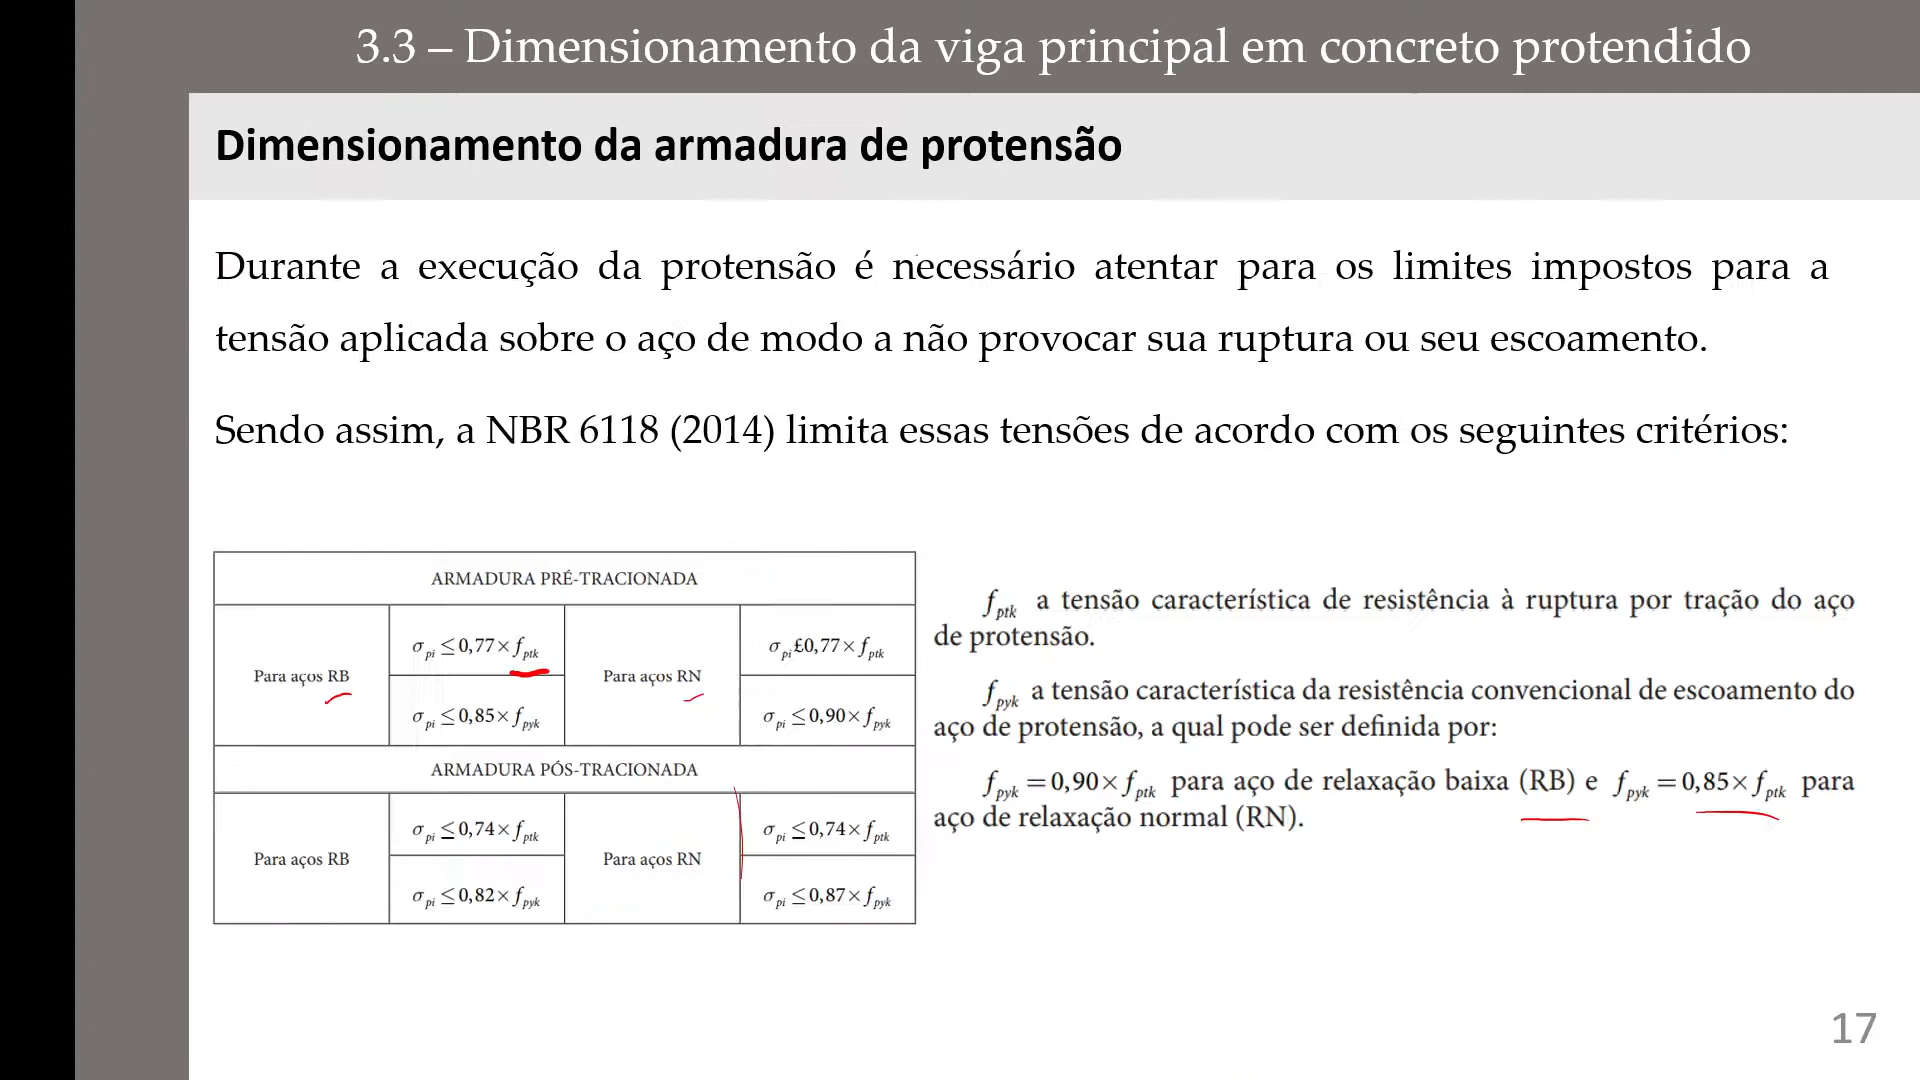 3.3 – Dimensionamento da viga principal em concreto protendido
Dimensionamento da armadura de protensão
Durante a execução da protensão é necessário atentar para os limites impostos para a
tensão aplicada sobre o aço de modo a não provocar sua ruptura ou seu escoamento.
Sendo assim, a NBR 6118 (2014) limita essas tensões de acordo com os seguintes critérios:
ARMADURA PRÉ-TRACIONADA
Para aços RB
σpi ≤ 0,77 × fptk
σpi ≤ 0,85 × fpyk
Para aços RN
σpi £0,77 × fptk
σpi ≤ 0,90 × fpyk
ARMADURA PÓS-TRACIONADA
Para aços RB
σpi ≤ 0,74 × fptk
σpi ≤ 0,82 × fpyk
Para aços RN
σpi ≤ 0,74 × fptk
σpi ≤ 0,87 × fpyk
fptk a tensão característica de resistência à ruptura por tração do aço
de protensão.
fpyk a tensão característica da resistência convencional de escoamento do
aço de protensão, a qual pode ser definida por:
fpyk = 0,90 × fptk para aço de relaxação baixa (RB) e fpyk = 0,85 × fptk para
aço de relaxação normal (RN).
17